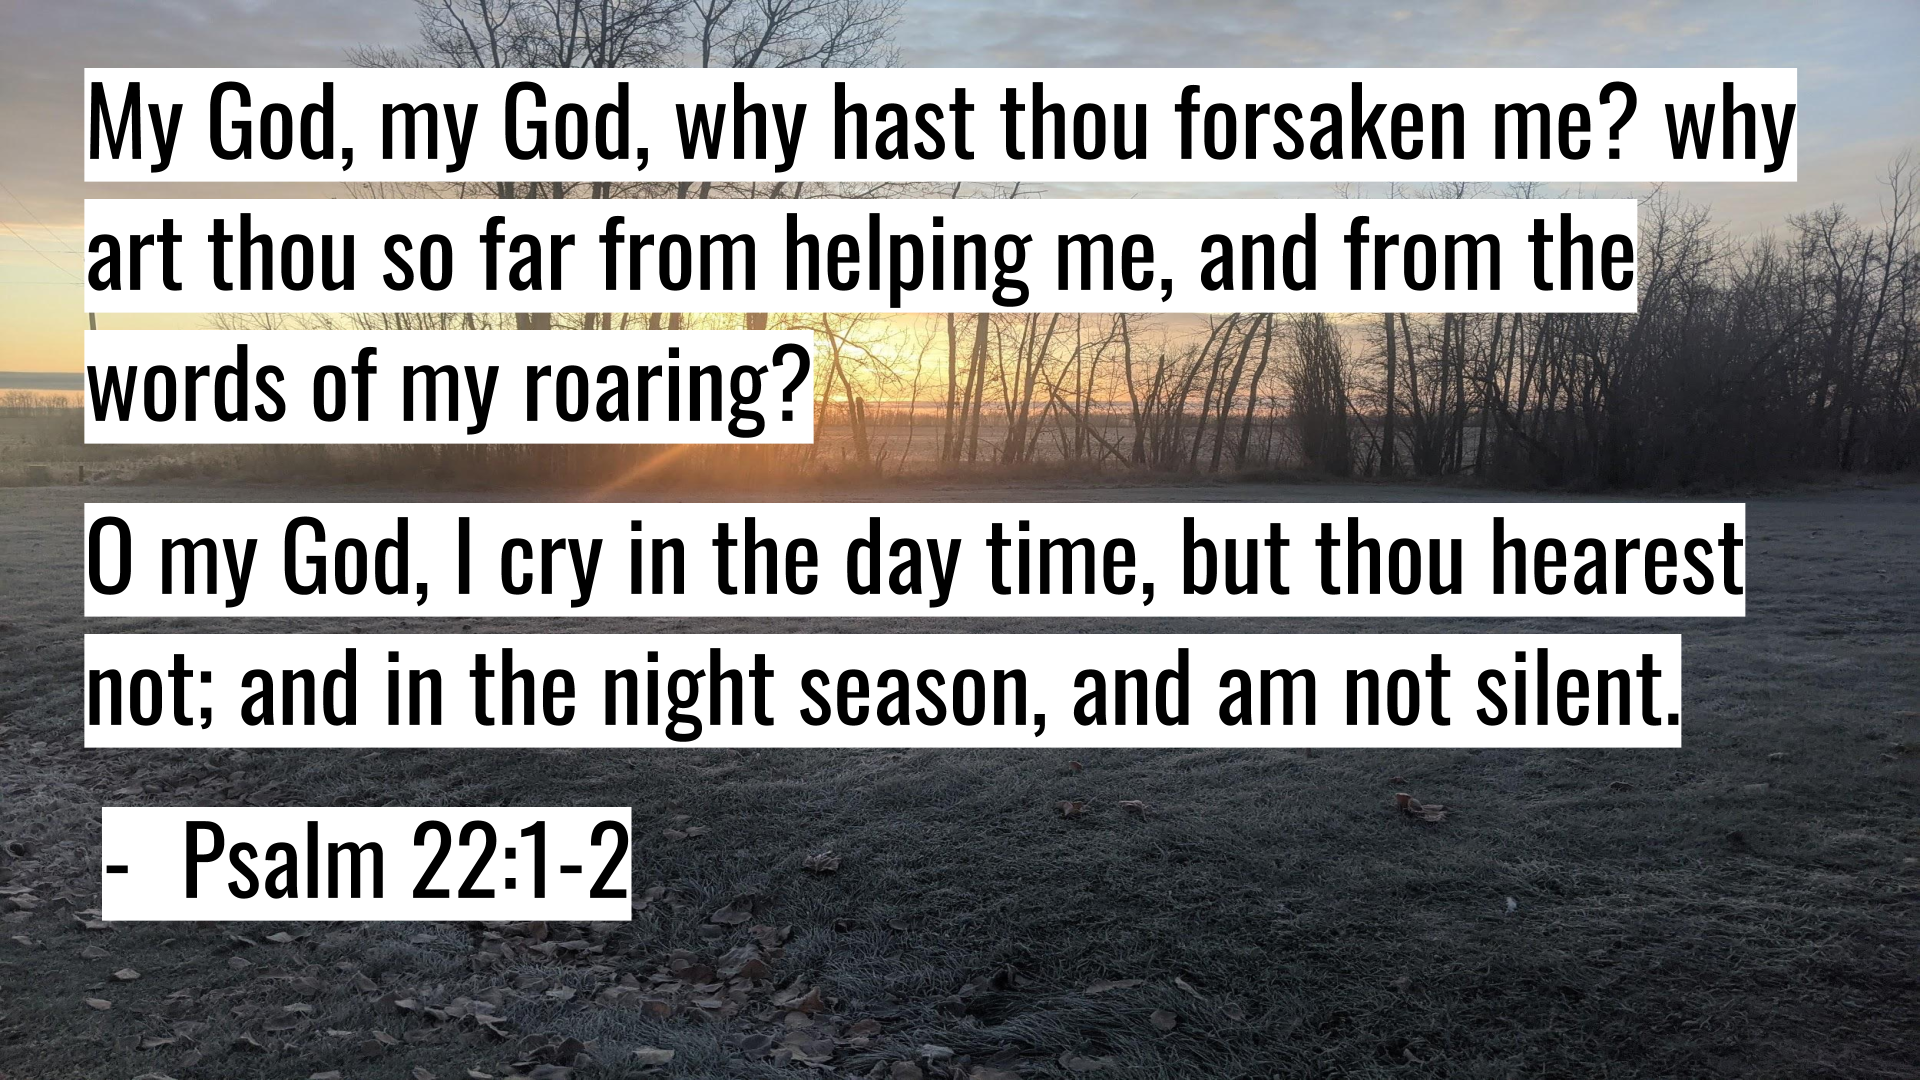 My God, my God, why hast thou forsaken me? why
art thou so far from helping me, and from the
words of my roaring?
O my God, I cry in the day time, but thou hearest
not; and in the night season, and am not silent.
- Psalm 22:1-2